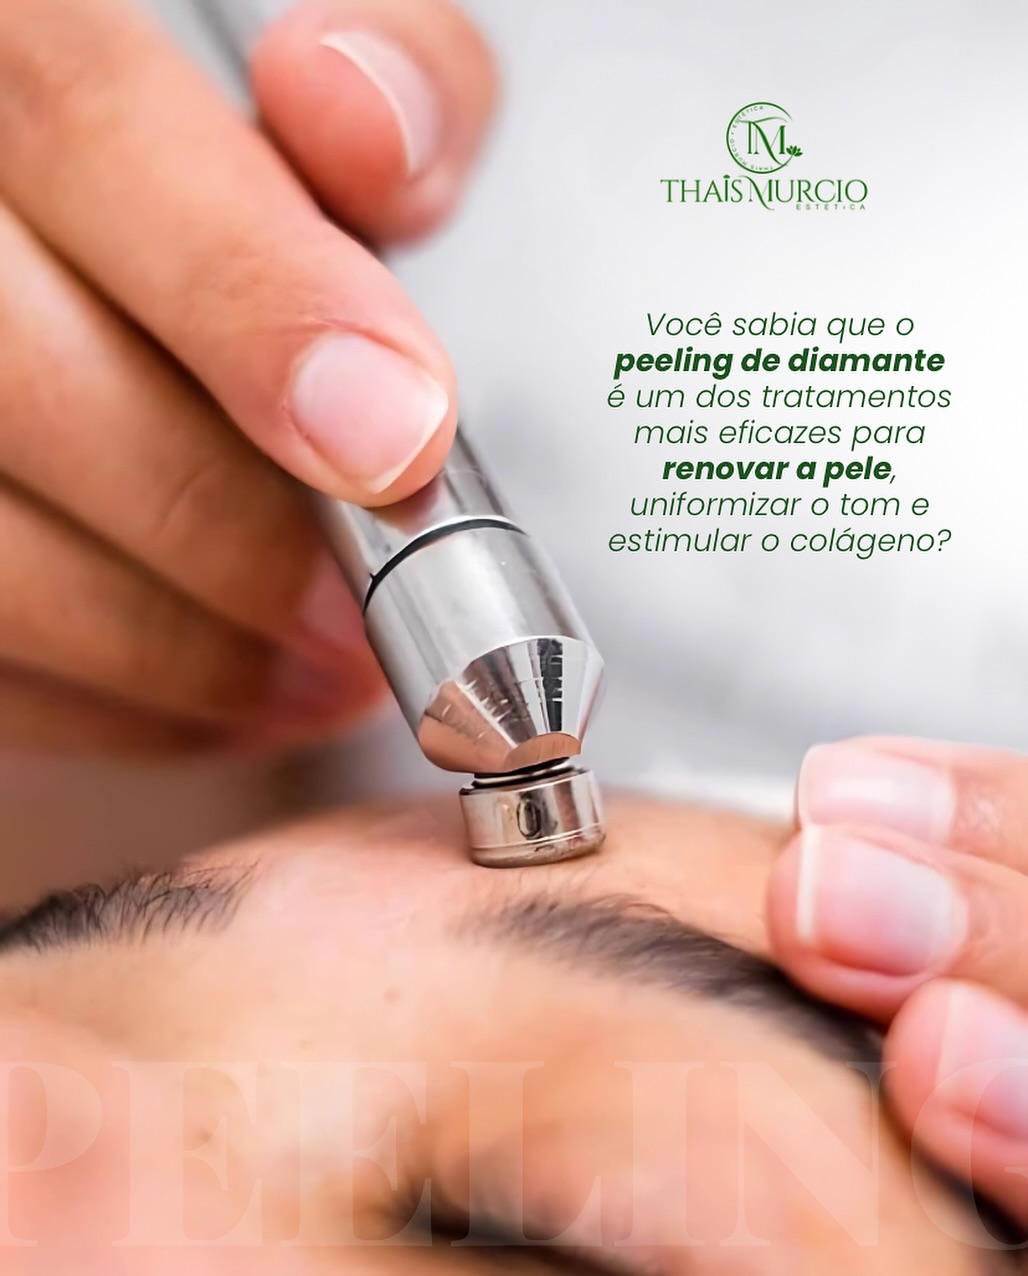 TM
THAÍS MURCIO
ESTÉTICA
Você sabia que o
peeling de diamante
é um dos tratamentos
mais eficazes para
renovar a pele,
uniformizar o tom e
estimular o colágeno?
PEELING